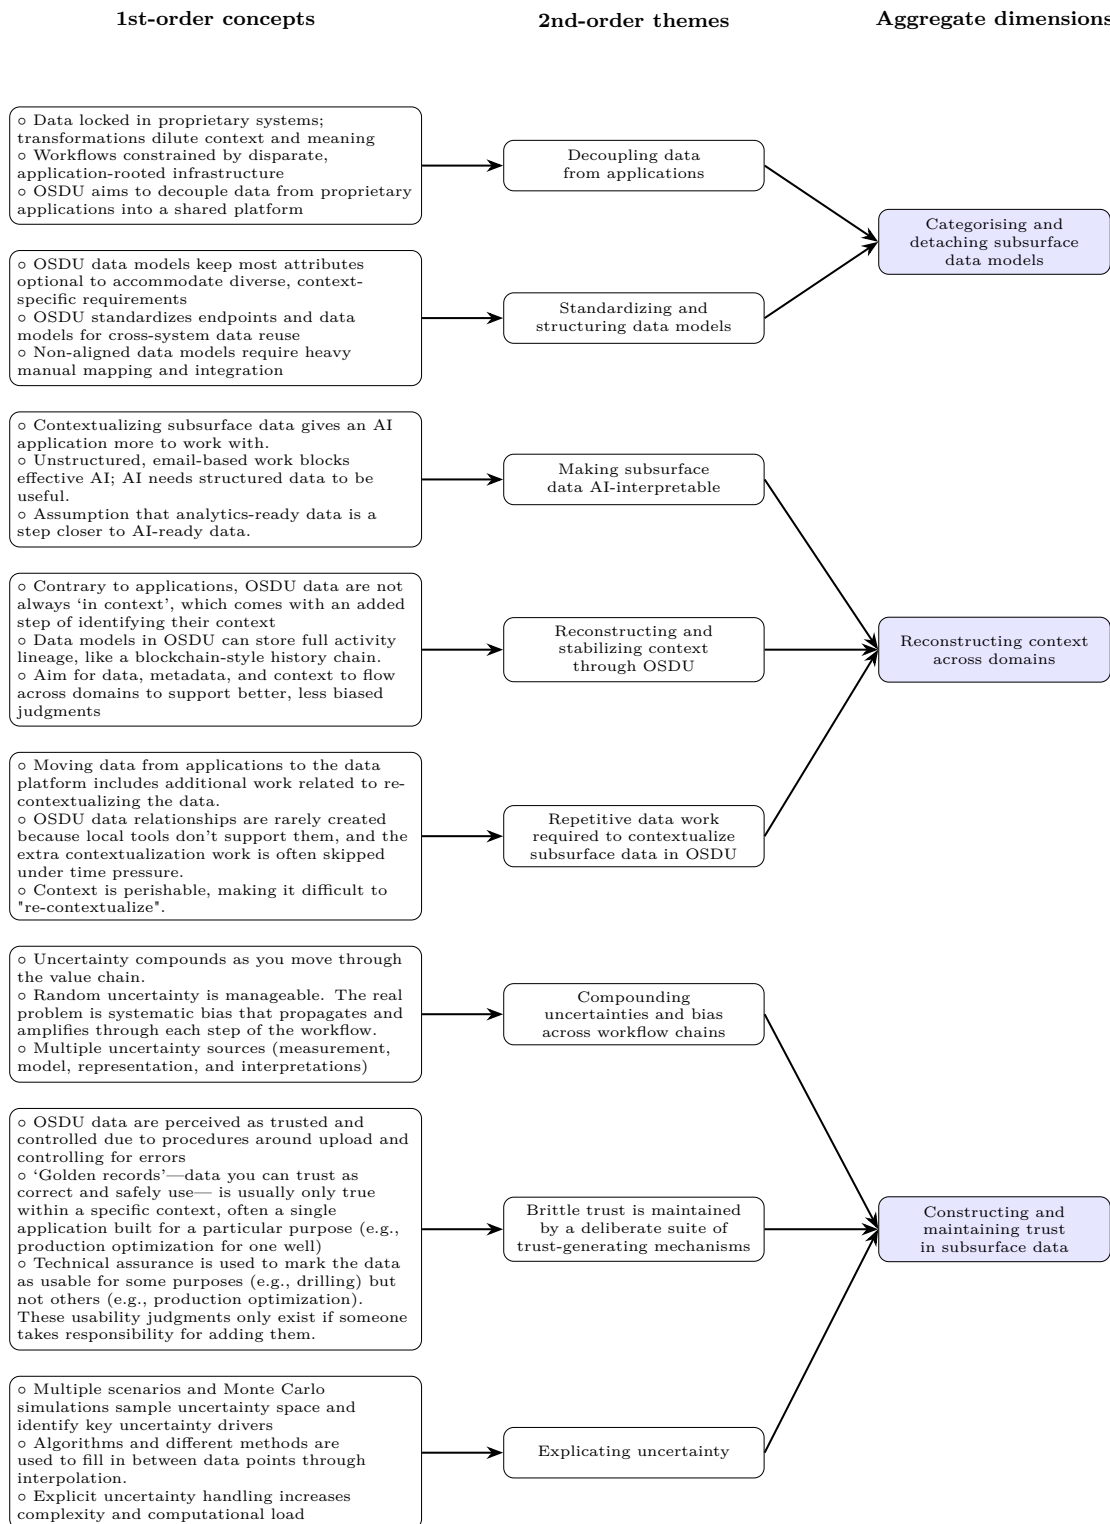 1st-order concepts
2nd-order themes
Aggregate dimensions
◦ Data locked in proprietary systems;
transformations dilute context and meaning
◦ Workflows constrained by disparate,
application-rooted infrastructure
◦ OSDU aims to decouple data from proprietary
applications into a shared platform
Decoupling data
from applications
Categorising and
detaching subsurface
data models
◦ OSDU data models keep most attributes
optional to accommodate diverse, context-
specific requirements
◦ OSDU standardizes endpoints and data
models for cross-system data reuse
◦ Non-aligned data models require heavy
manual mapping and integration
Standardizing and
structuring data models
◦ Contextualizing subsurface data gives an AI
application more to work with.
◦ Unstructured, email-based work blocks
effective AI; AI needs structured data to be
useful.
◦ Assumption that analytics-ready data is a
step closer to AI-ready data.
Making subsurface
data AI-interpretable
◦ Contrary to applications, OSDU data are not
always ‘in context’, which comes with an added
step of identifying their context
◦ Data models in OSDU can store full activity
lineage, like a blockchain-style history chain.
◦ Aim for data, metadata, and context to flow
across domains to support better, less biased
judgments
Reconstructing and
stabilizing context
through OSDU
Reconstructing context
across domains
◦ Moving data from applications to the data
platform includes additional work related to re-
contextualizing the data.
◦ OSDU data relationships are rarely created
because local tools don’t support them, and the
extra contextualization work is often skipped
under time pressure.
◦ Context is perishable, making it difficult to
"re-contextualize".
Repetitive data work
required to contextualize
subsurface data in OSDU
◦ Uncertainty compounds as you move through
the value chain.
◦ Random uncertainty is manageable. The real
problem is systematic bias that propagates and
amplifies through each step of the workflow.
◦ Multiple uncertainty sources (measurement,
model, representation, and interpretations)
Compounding
uncertainties and bias
across workflow chains
◦ OSDU data are perceived as trusted and
controlled due to procedures around upload and
controlling for errors
◦ ‘Golden records’—data you can trust as
correct and safely use— is usually only true
within a specific context, often a single
application built for a particular purpose (e.g.,
production optimization for one well)
◦ Technical assurance is used to mark the data
as usable for some purposes (e.g., drilling) but
not others (e.g., production optimization).
These usability judgments only exist if someone
takes responsibility for adding them.
Brittle trust is maintained
by a deliberate suite of
trust-generating mechanisms
Constructing and
maintaining trust
in subsurface data
◦ Multiple scenarios and Monte Carlo
simulations sample uncertainty space and
identify key uncertainty drivers
◦ Algorithms and different methods are
used to fill in between data points through
interpolation.
◦ Explicit uncertainty handling increases
complexity and computational load
Explicating uncertainty